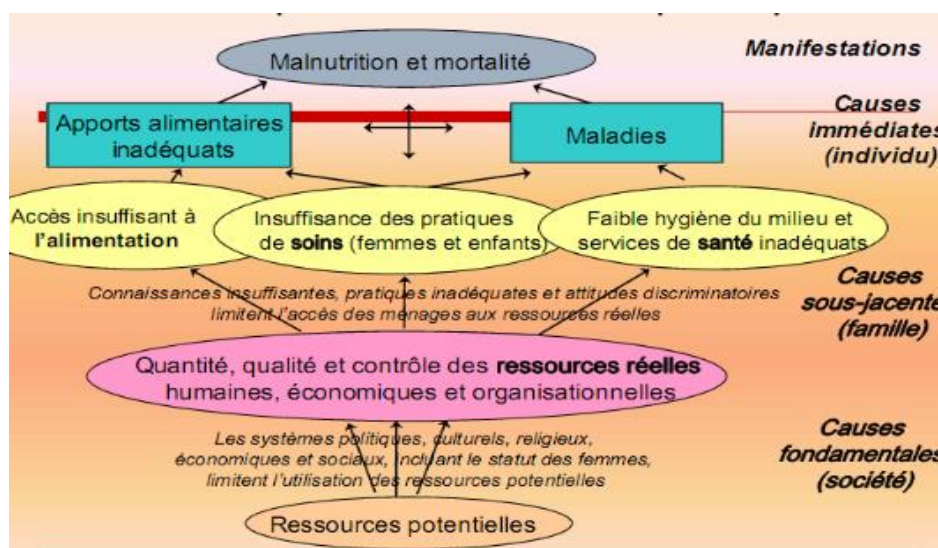 Malnutrition et mortalité
Manifestations
Apports alimentaires
inadéquats
Maladies
Causes
immédiates
(individu)
Accès insuffisant à
l'alimentation
Insuffisance des pratiques
de soins (femmes et enfants)
Faible hygiène du milieu et
services de santé inadéquats
Connaissances insuffisantes, pratiques inadéquates et attitudes discriminatoires
limitent l'accès des ménages aux ressources réelles
Causes
sous-jacente
(famille)
Quantité, qualité et contrôle des ressources réelles
humaines, économiques et organisationnelles
Les systèmes politiques, culturels, religieux,
économiques et sociaux, incluant le statut des femmes,
limitent l'utilisation des ressources potentielles
Causes
fondamentales
(société)
Ressources potentielles